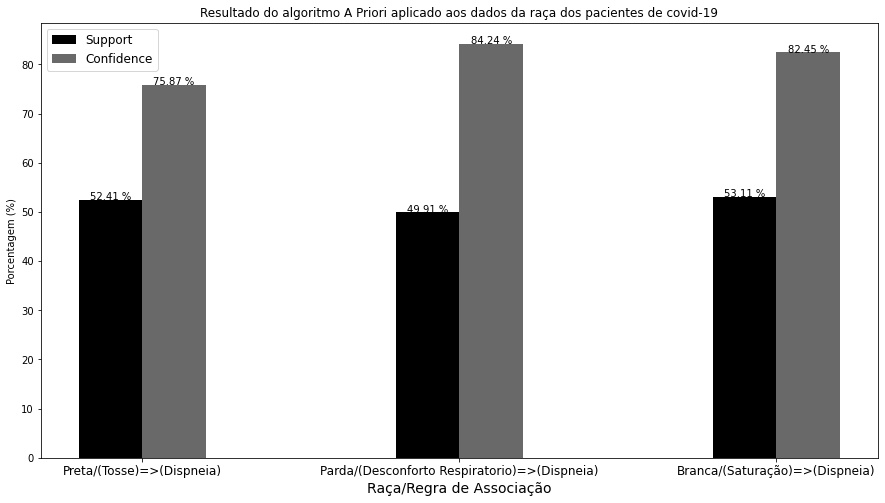 Resultado do algoritmo A Priori aplicado aos dados da raça dos pacientes de covid-19
Support
Confidence
Porcentagem (%)
80
70
60
50
40
30
20
10
0
52.41 %
75.87 %
49.91 %
84.24 %
53.11 %
82.45 %
Preta/(Tosse)=>(Dispneia)
Parda/(Desconforto Respiratorio)=>(Dispneia)
Branca/(Saturação)=>(Dispneia)
Raça/Regra de Associação